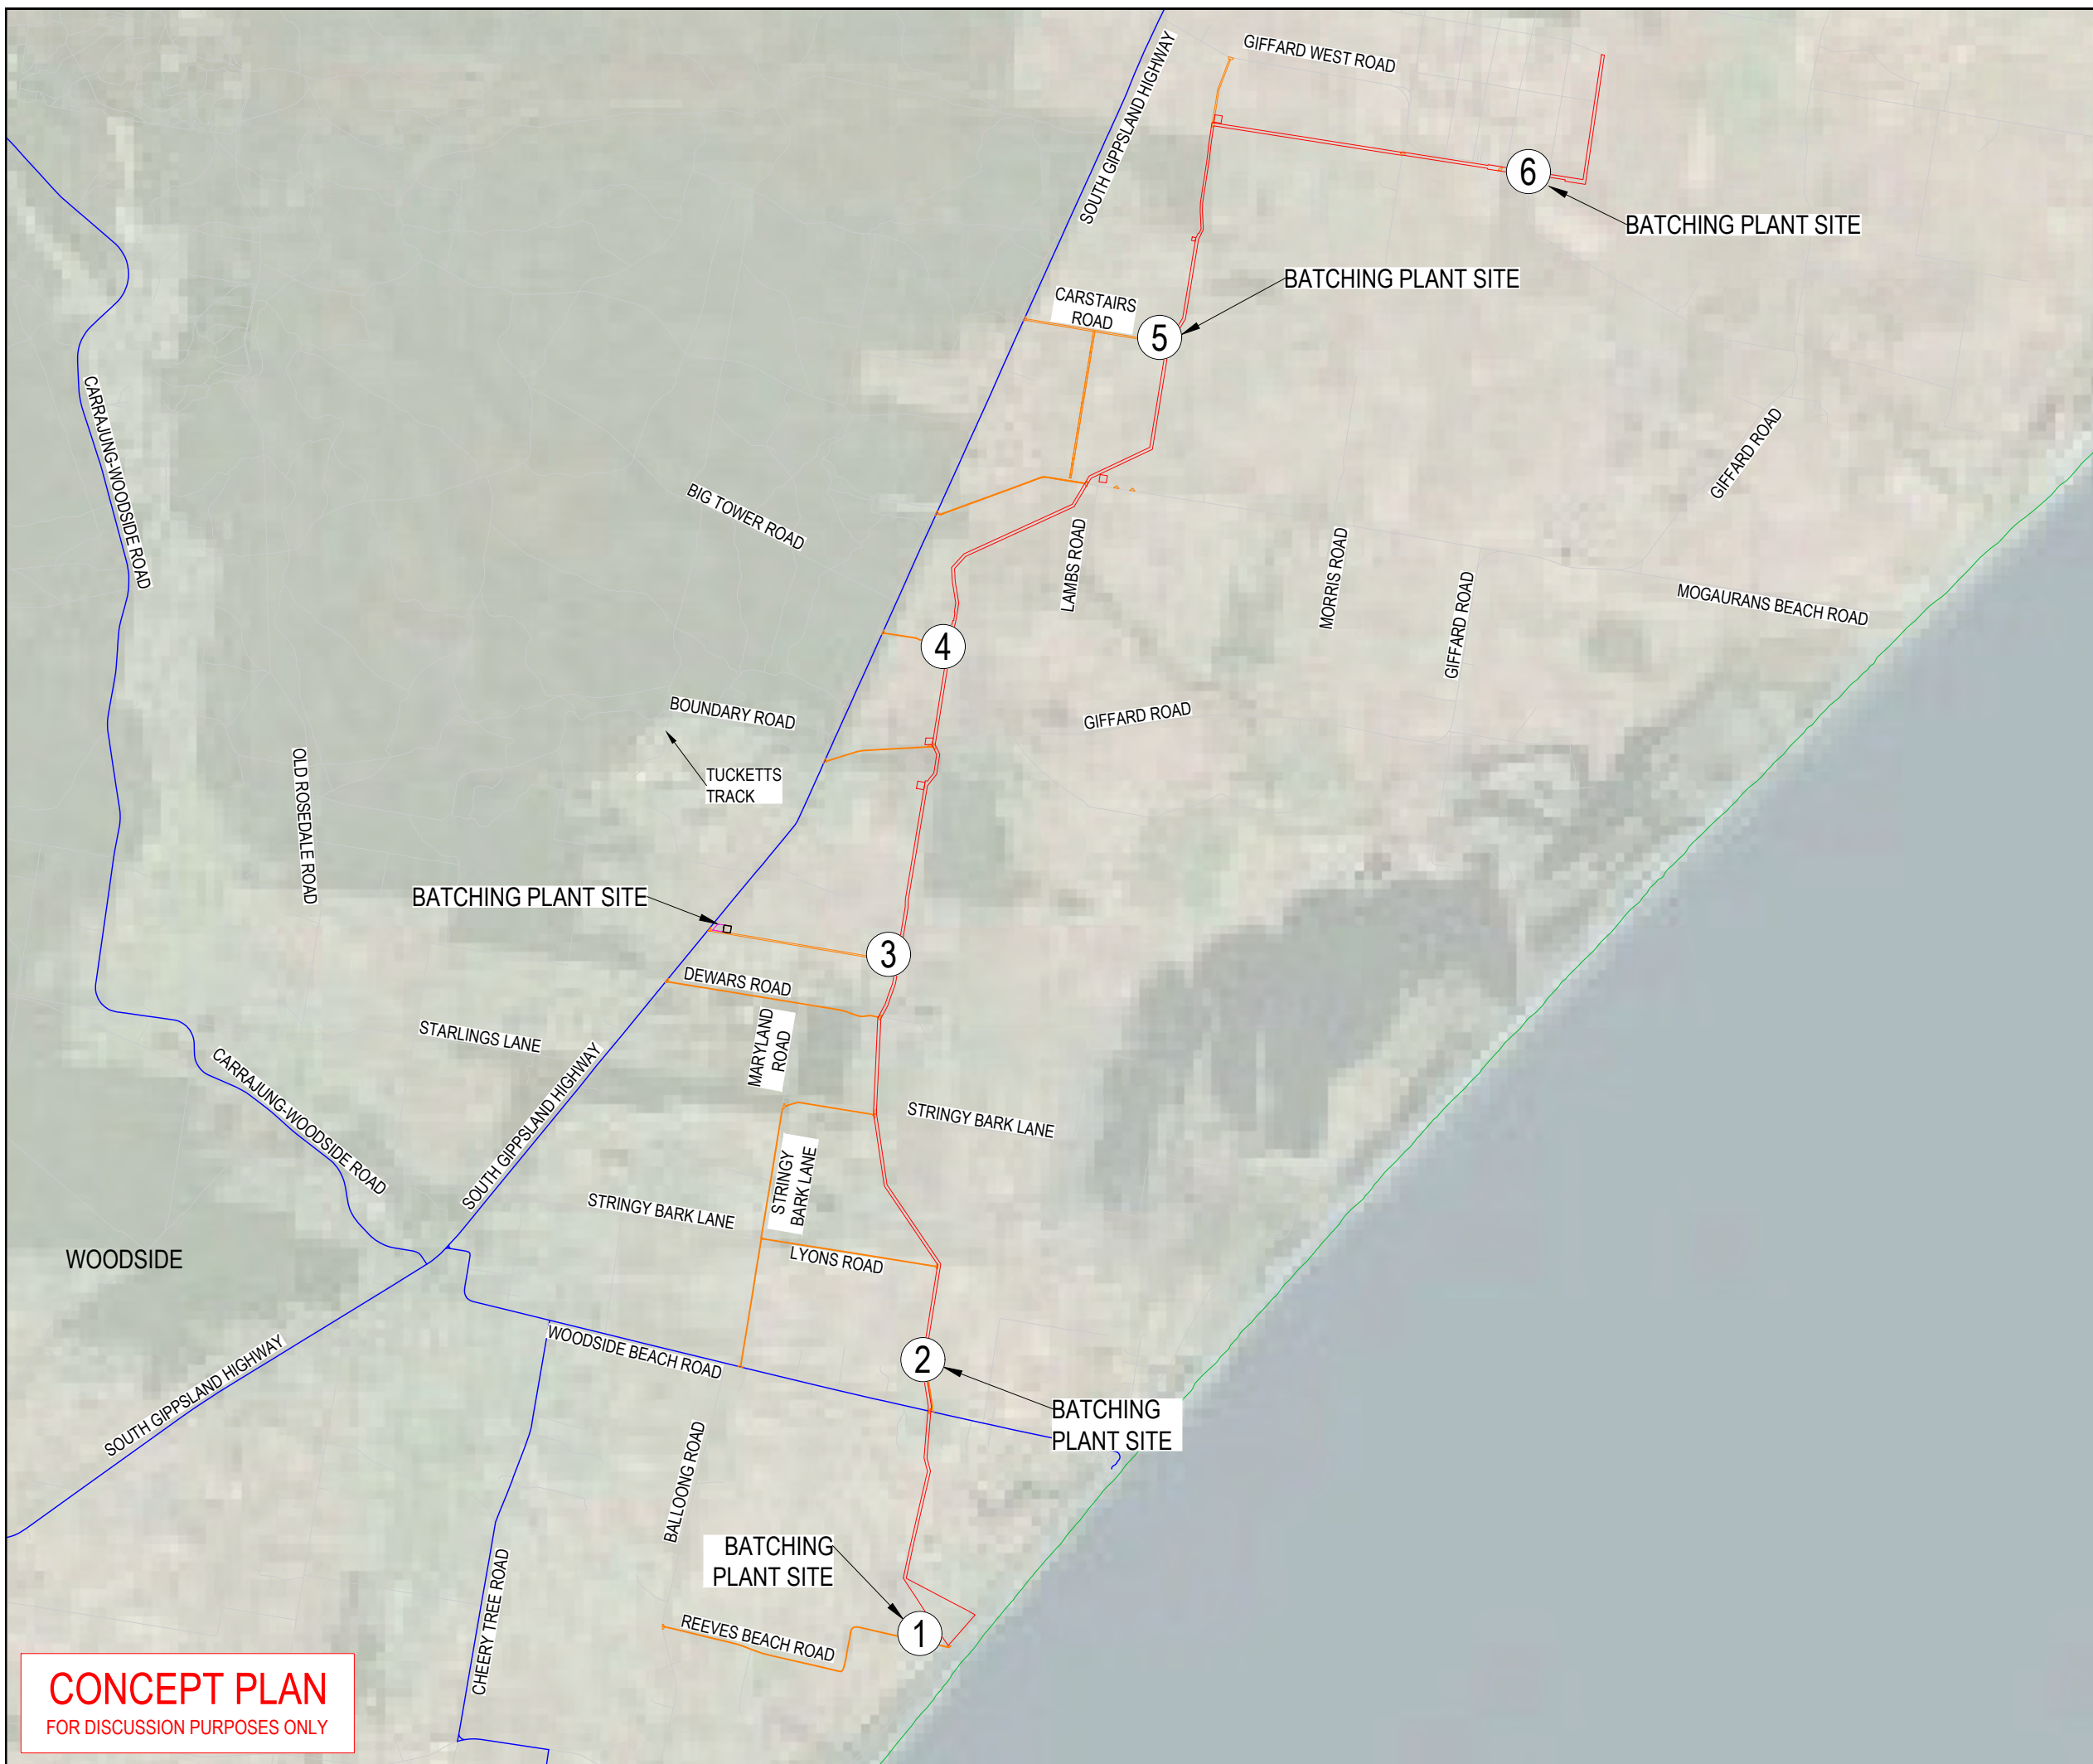 GIFFARD WEST ROAD
SOUTH GIPPSLAND HIGHWAY
6
BATCHING PLANT SITE
BATCHING PLANT SITE
CARSTAIRS
ROAD
5
CARRAJUNG-WOODSIDE ROAD
GIFFARD ROAD
BIG TOWER ROAD
LAMBS ROAD
MORRIS ROAD
GIFFARD ROAD
MOGAURANS BEACH ROAD
4
BOUNDARY ROAD
GIFFARD ROAD
TUCKETTS
TRACK
OLD ROSEDALE ROAD
BATCHING PLANT SITE
3
DEWARS ROAD
MARYLAND
ROAD
STARLINGS LANE
CARRAJUNG-WOODSIDE ROAD
SOUTH GIPPSLAND HIGHWAY
STRINGY BARK LANE
STRINGY
BARK LANE
STRINGY BARK LANE
WOODSIDE
LYONS ROAD
WOODSIDE BEACH ROAD
2
SOUTH GIPPSLAND HIGHWAY
BATCHING
PLANT SITE
BALLOONG ROAD
BATCHING
PLANT SITE
CHEERY TREE ROAD
REEVES BEACH ROAD
1
CONCEPT PLAN
FOR DISCUSSION PURPOSES ONLY